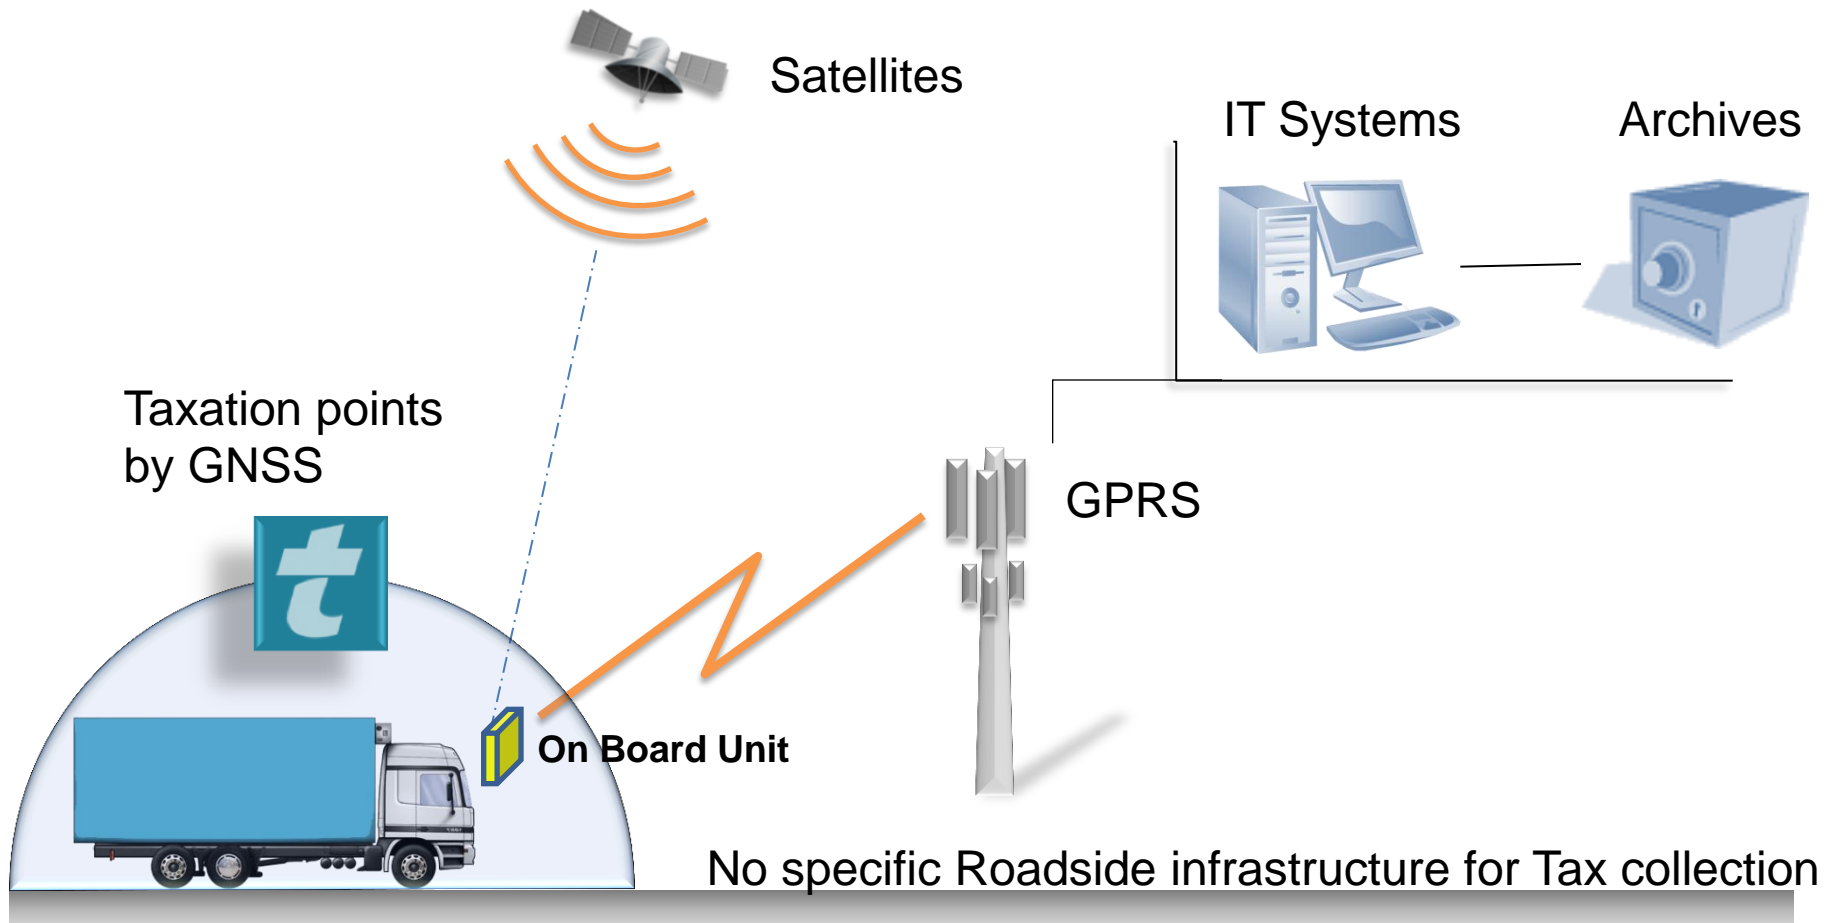 Satellites
IT Systems
Archives
Taxation points
by GNSS
t
GPRS
On Board Unit
No specific Roadside infrastructure for Tax collection